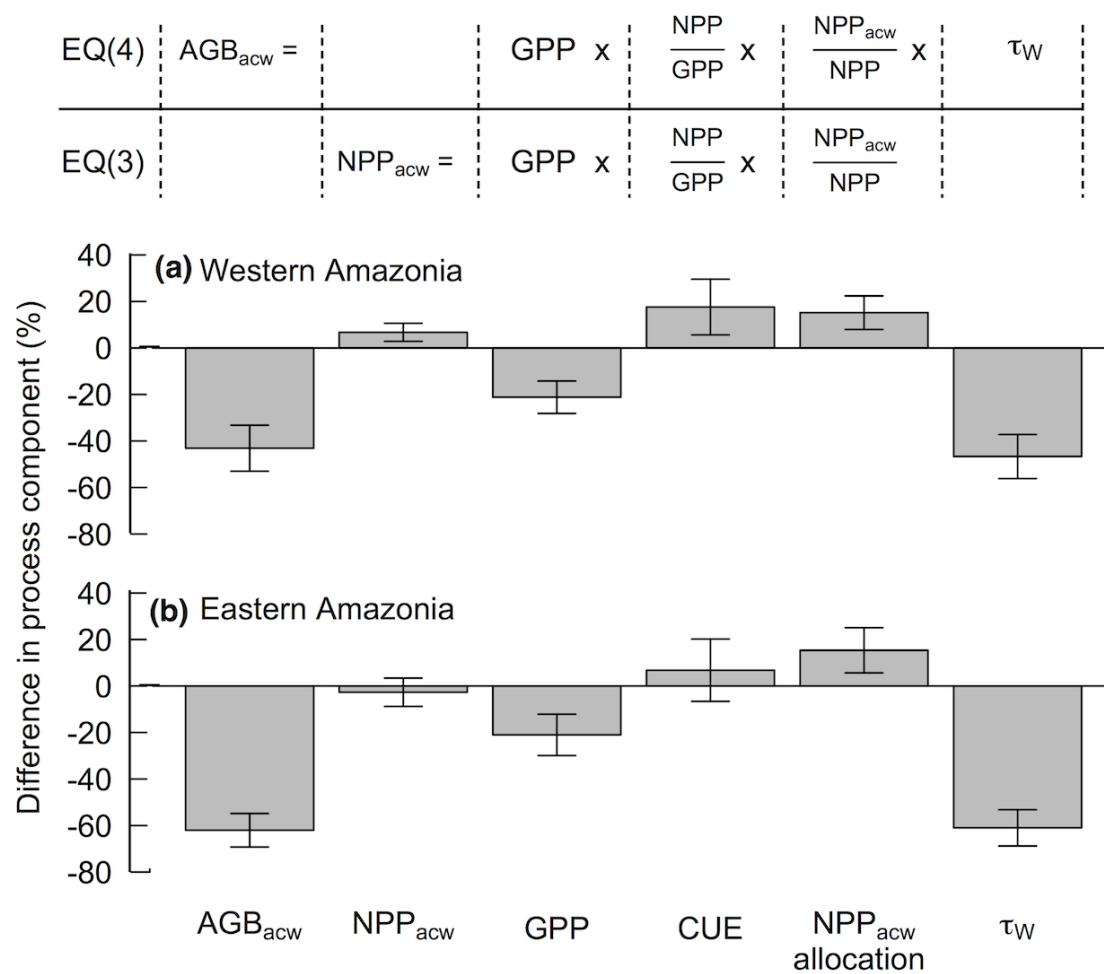 EQ(4) AGBacw = GPP x NPP/GPP x NPPacw/NPP x τW
EQ(3) NPPacw = GPP x NPP/GPP x NPPacw/NPP
Difference in process component (%)
(a) Western Amazonia
40
20
0
-20
-40
-60
-80
(b) Eastern Amazonia
40
20
0
-20
-40
-60
-80
AGBacw NPPacw GPP CUE NPPacw τW
allocation